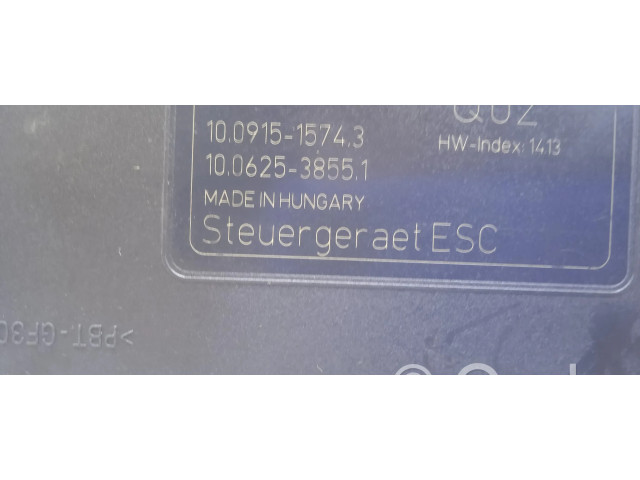 Q02
10.0915-1574.3
HW-Index: 1413
10.0625-3855.1
MADE IN HUNGARY
Steuergeraet ESC
>PBT-GF30